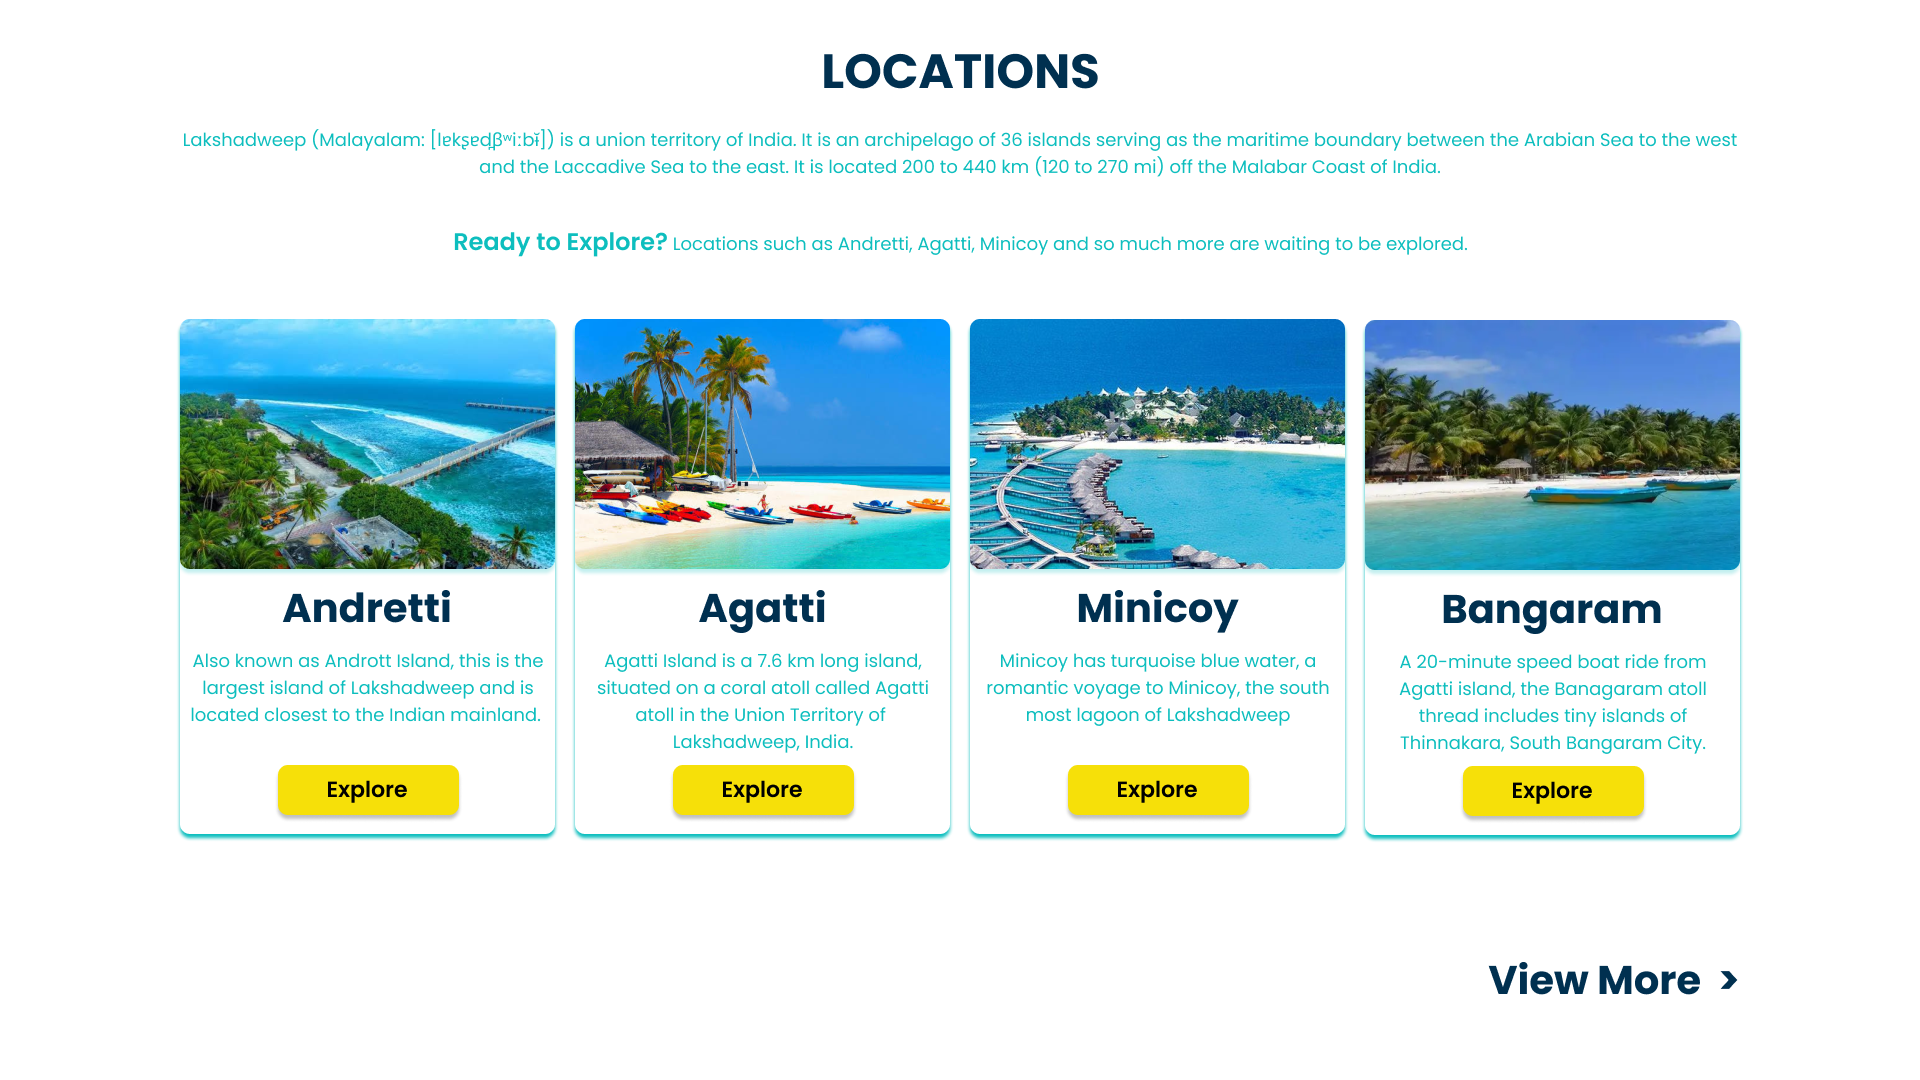 LOCATIONS
Lakshadweep (Malayalam: [lɐkʂɐd̪βʷiːbɨ̆]) is a union territory of India. It is an archipelago of 36 islands serving as the maritime boundary between the Arabian Sea to the west
and the Laccadive Sea to the east. It is located 200 to 440 km (120 to 270 mi) off the Malabar Coast of India.
Ready to Explore? Locations such as Andretti, Agatti, Minicoy and so much more are waiting to be explored.
Andretti
Also known as Andrott Island, this is the
largest island of Lakshadweep and is
located closest to the Indian mainland.
Explore
Agatti
Agatti Island is a 7.6 km long island,
situated on a coral atoll called Agatti
atoll in the Union Territory of
Lakshadweep, India.
Explore
Minicoy
Minicoy has turquoise blue water, a
romantic voyage to Minicoy, the south
most lagoon of Lakshadweep
Explore
Bangaram
A 20-minute speed boat ride from
Agatti island, the Banagaram atoll
thread includes tiny islands of
Thinnakara, South Bangaram City.
Explore
View More >